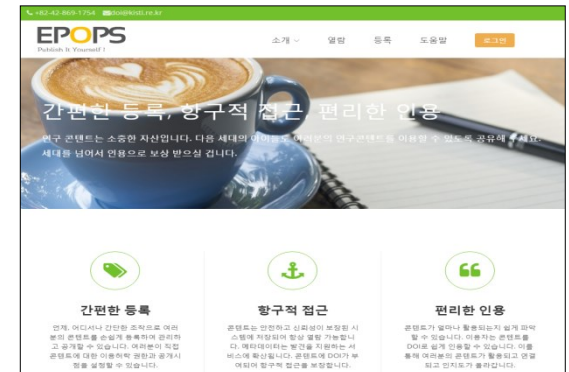 +82-42-869-1754 doi@kisti.re.kr
EPOPS
Publish It Yourself !
소개 열람 등록 도움말 로그인
간편한 등록, 항구적 접근, 편리한 인용
연구 콘텐트는 소중한 자산입니다. 다음 세대의 아이들도 여러분의 연구콘텐트를 이용할 수 있도록 공유해 주세요.
세대를 넘어서 인용으로 보상 받으실 겁니다.
간편한 등록
언제, 어디서나 간단한 조작으로 여러
분의 콘텐트를 손쉽게 등록하여 관리하
고 공개할 수 있습니다. 여러분이 직접
콘텐트에 대한 이용허락 권한과 공개시
점을 설정할 수 있습니다.
항구적 접근
콘텐트는 안전하고 신뢰성이 보장된 시
스템에 저장되어 항상 열람 가능합니
다. 메타데이터는 발견을 지원하는 서
비스에 확산됩니다. 콘텐트에 DOI가 부
여되어 항구적 접근을 보장합니다.
편리한 인용
콘텐트가 얼마나 활용되는지 쉽게 파악
할 수 있습니다. 이용자는 콘텐트를
DOI로 쉽게 인용할 수 있습니다. 이를
통해 여러분의 콘텐트가 활용되고 연결
되고 인지도가 올라갑니다.